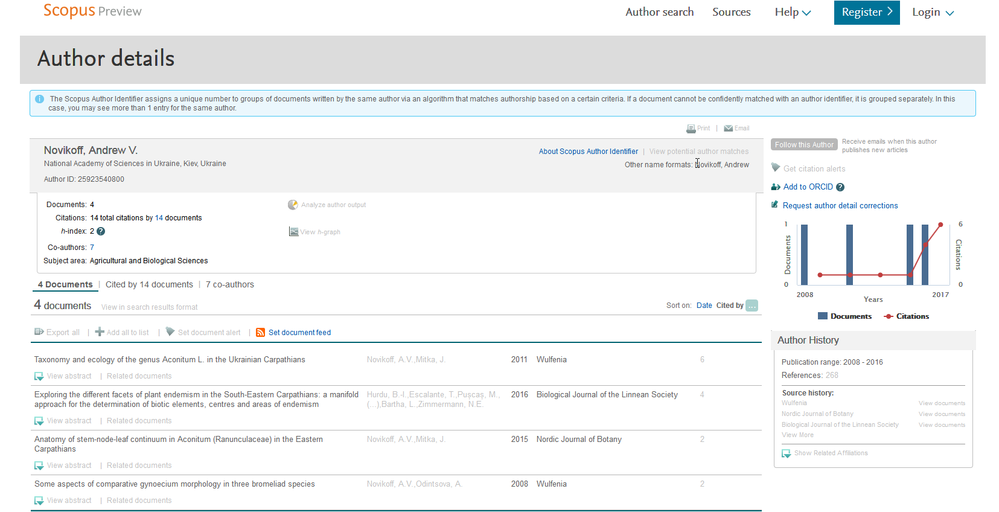 Scopus Preview
Author search
Sources
Help
Register
Login
Author details
The Scopus Author Identifier assigns a unique number to groups of documents written by the same author via an algorithm that matches authorship based on a certain criteria. If a document cannot be confidently matched with an author identifier, it is grouped separately. In this
case, you may see more than 1 entry for the same author.
Print | Email
Novikoff, Andrew V.
National Academy of Sciences in Ukraine, Kiev, Ukraine
Author ID: 25923540800
About Scopus Author Identifier | View potential author matches
Other name formats: Novikoff, Andrew
Documents: 4
Citations: 14 total citations by 14 documents
h-index: 2 ?
Co-authors: 7
Subject area: Agricultural and Biological Sciences
Analyze author output
View h-graph
Follow this Author
Receive emails when this author
publishes new articles
Get citation alerts
Add to ORCID ?
Request author detail corrections
1
0
Documents
6
0
Citations
2008
2017
Years
Documents
Citations
4 Documents | Cited by 14 documents | 7 co-authors
4 documents View in search results format
Sort on: Date Cited by ...
Export all | Add all to list | Set document alert | Set document feed
Taxonomy and ecology of the genus Aconitum L. in the Ukrainian Carpathians
Novikoff, A.V.,Mitka, J.
2011
Wulfenia
6
View abstract | Related documents
Exploring the different facets of plant endemism in the South-Eastern Carpathians: a manifold
approach for the determination of biotic elements, centres and areas of endemism
Hurdu, B.-I.,Escalante, T.,Pușcaș, M.,
(...),Bartha, L.,Zimmermann, N.E.
2016
Biological Journal of the Linnean Society
4
View abstract | Related documents
Anatomy of stem-node-leaf continuum in Aconitum (Ranunculaceae) in the Eastern
Carpathians
Novikoff, A.V.,Mitka, J.
2015
Nordic Journal of Botany
2
View abstract | Related documents
Some aspects of comparative gynoecium morphology in three bromeliad species
Novikoff, A.V.,Odintsova, A.
2008
Wulfenia
2
View abstract | Related documents
Author History
Publication range: 2008 - 2016
References: 268
Source history:
Wulfenia View documents
Nordic Journal of Botany View documents
Biological Journal of the Linnean Society View documents
View More
Show Related Affiliations